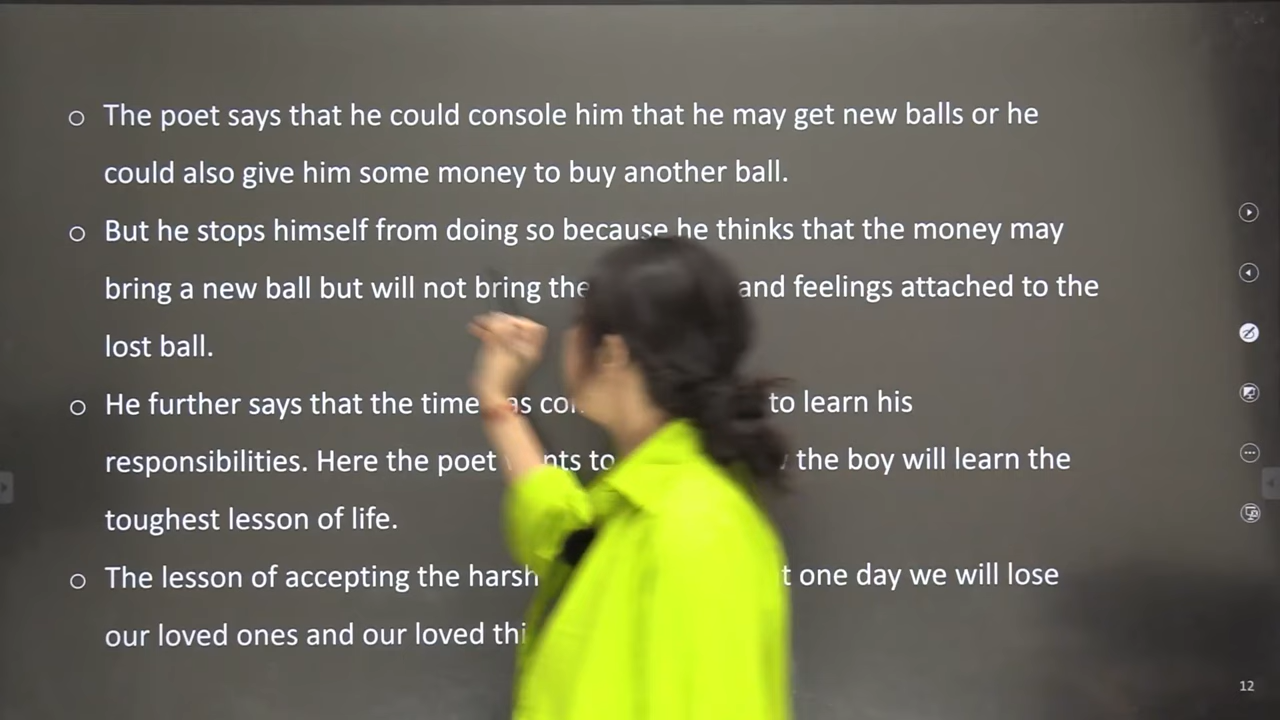 The poet says that he could console him that he may get new balls or he
could also give him some money to buy another ball.
But he stops himself from doing so because he thinks that the money may
bring a new ball but will not bring the and feelings attached to the
lost ball.
He further says that the time to learn his
responsibilities. Here the poet the boy will learn the
toughest lesson of life.
The lesson of accepting the harsh one day we will lose
our loved ones and our loved
12